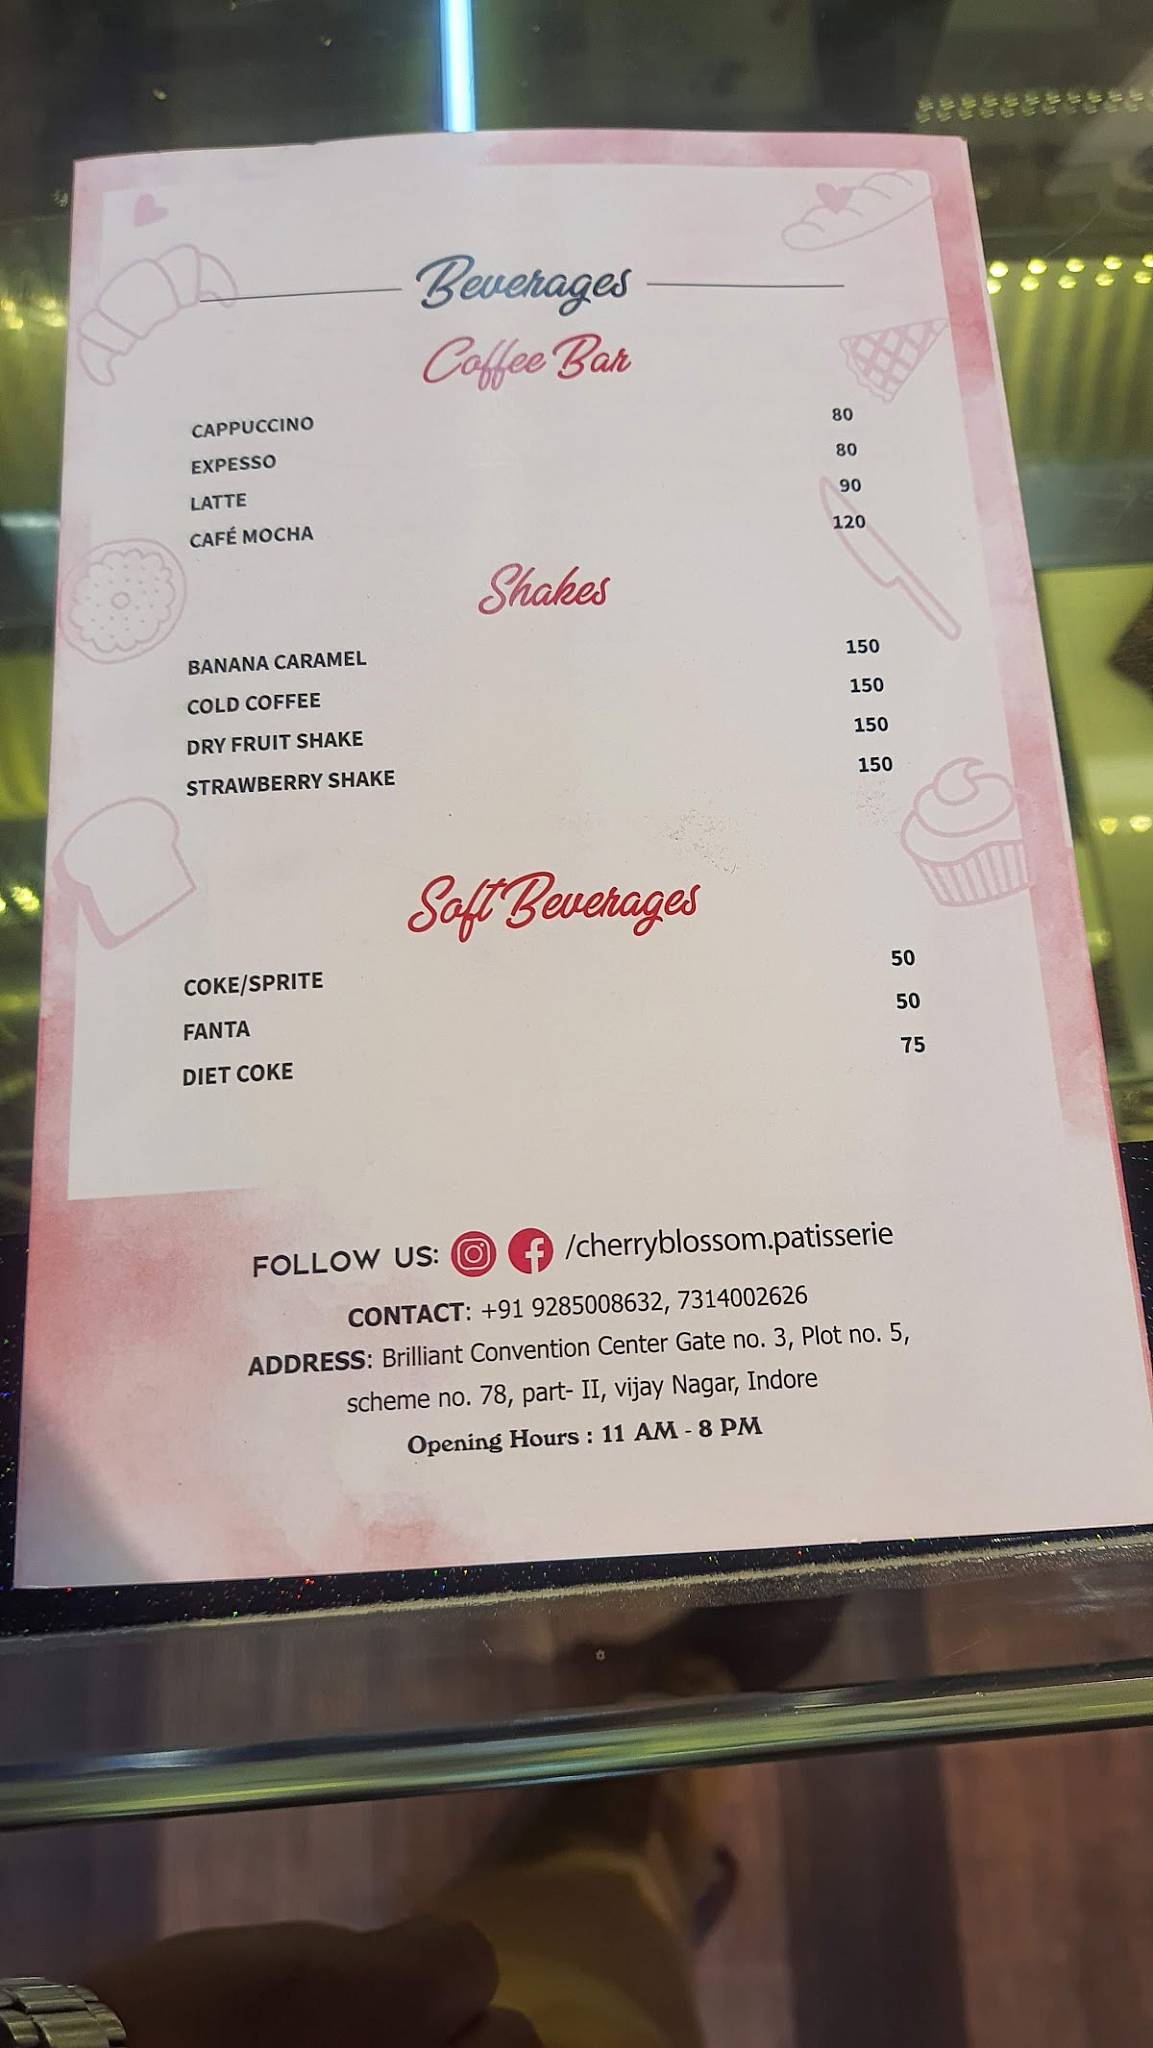 Beverages
Coffee Bar
CAPPUCCINO 80
EXPESSO 80
LATTE 90
CAFÉ MOCHA 120
Shakes
BANANA CARAMEL 150
COLD COFFEE 150
DRY FRUIT SHAKE 150
STRAWBERRY SHAKE 150
Soft Beverages
COKE/SPRITE 50
FANTA 50
DIET COKE 75
FOLLOW US: /cherryblossom.patisserie
CONTACT: +91 9285008632, 7314002626
ADDRESS: Brilliant Convention Center Gate no. 3, Plot no. 5,
scheme no. 78, part- II, vijay Nagar, Indore
Opening Hours : 11 AM - 8 PM